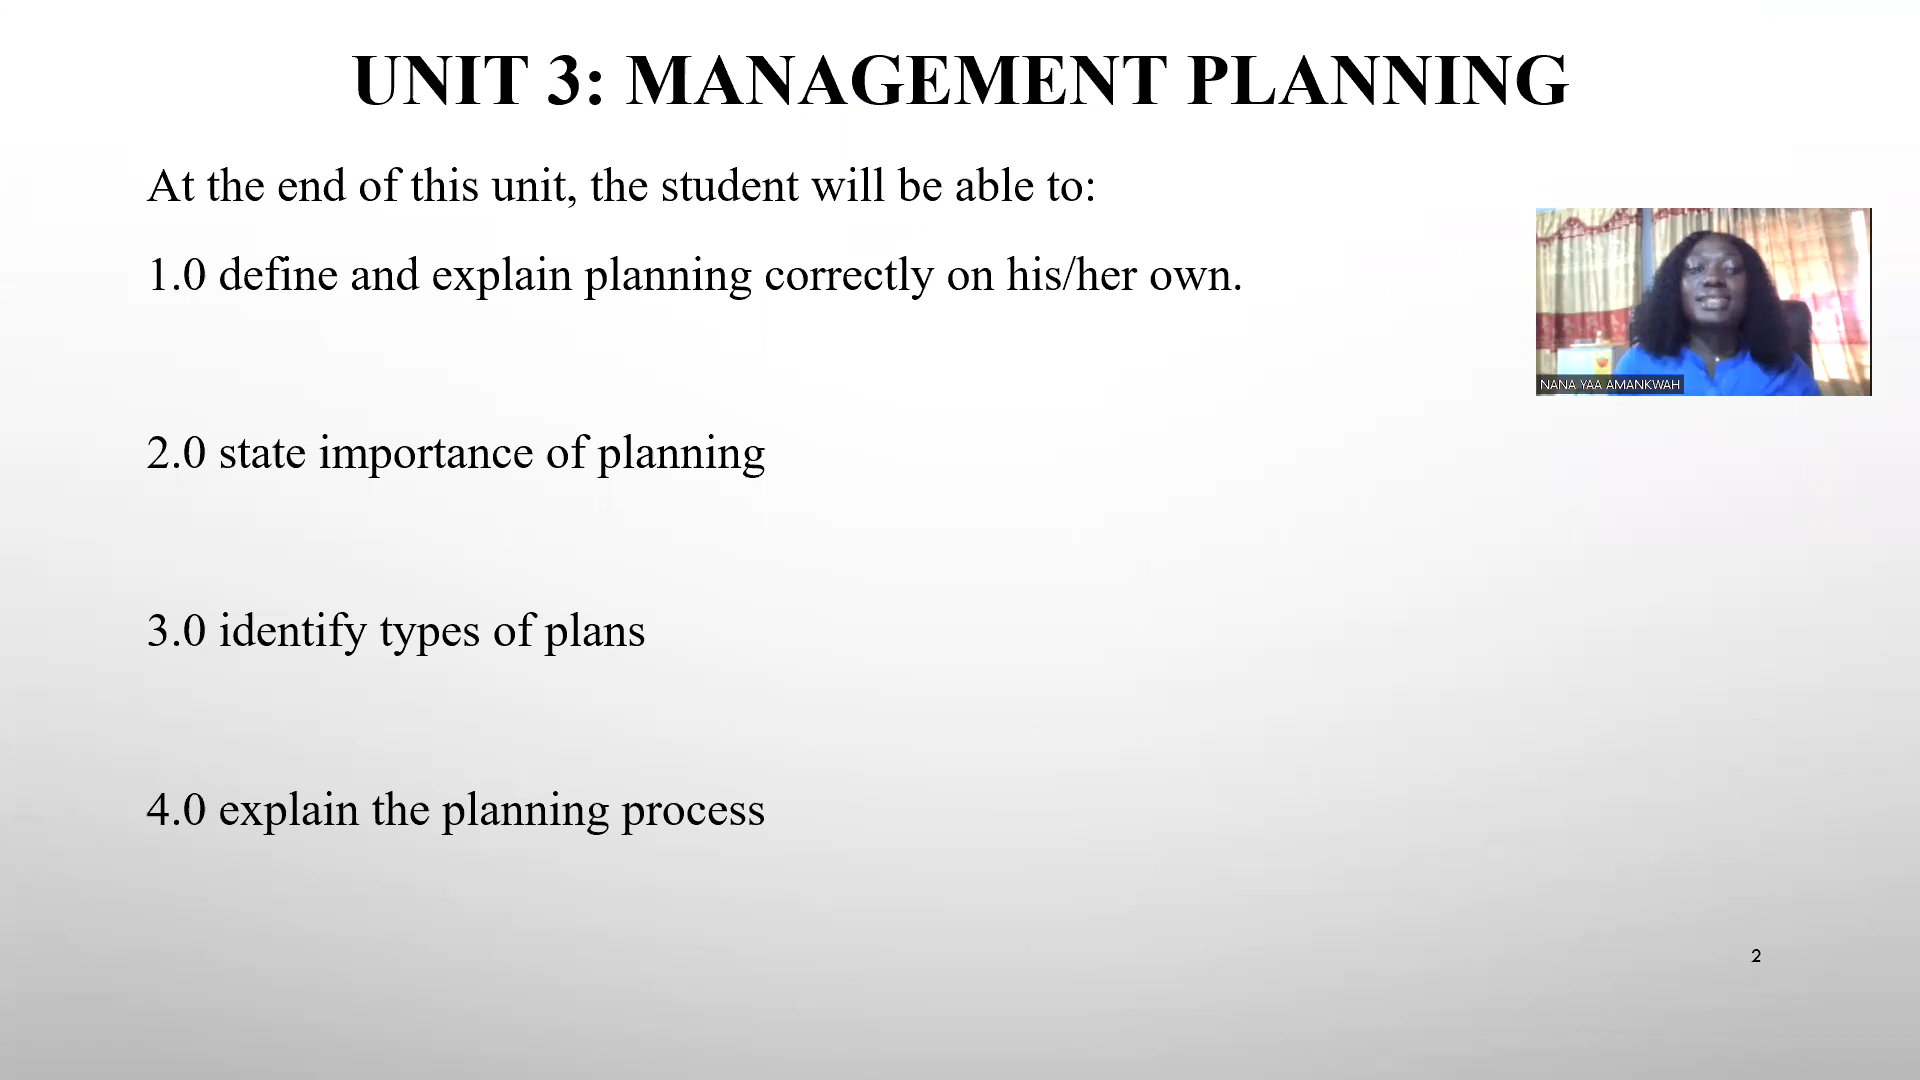 UNIT 3: MANAGEMENT PLANNING
At the end of this unit, the student will be able to:
1.0 define and explain planning correctly on his/her own.
NANA YAA AMANKWAH
2.0 state importance of planning
3.0 identify types of plans
4.0 explain the planning process
2